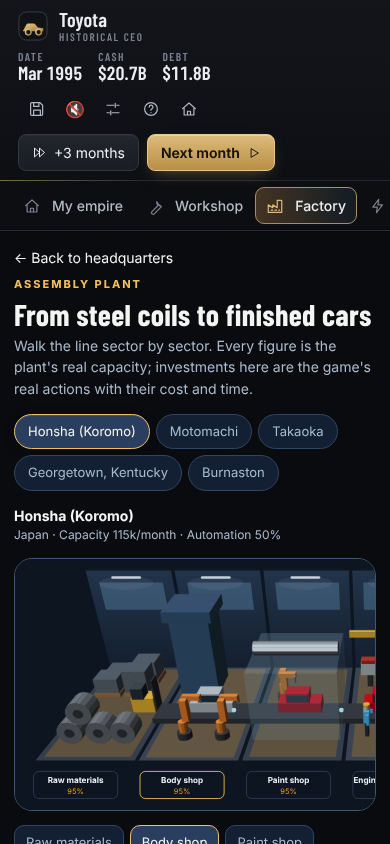 Toyota
HISTORICAL CEO
DATE CASH DEBT
Mar 1995 $20.7B $11.8B
+3 months Next month
My empire Workshop Factory
← Back to headquarters
ASSEMBLY PLANT
From steel coils to finished cars
Walk the line sector by sector. Every figure is the
plant's real capacity; investments here are the game's
real actions with their cost and time.
Honsha (Koromo) Motomachi Takaoka
Georgetown, Kentucky Burnaston
Honsha (Koromo)
Japan · Capacity 115k/month · Automation 50%
Raw materials Body shop Paint shop Engin
95% 95% 95%
Raw materials Body shop Paint shop